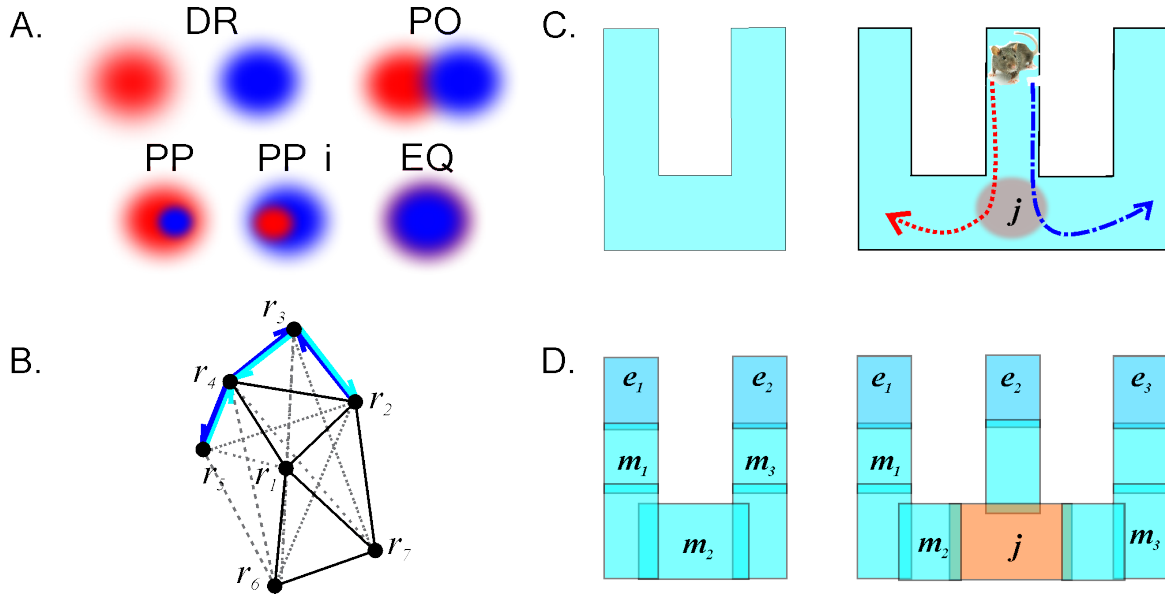 A.
DR
PO
PP
PP i
EQ
B.
r3
r4
r2
r5
r1
r7
r6
C.
j
D.
e1
e2
m1
m3
m2
e1
e2
e3
m1
m2
j
m3